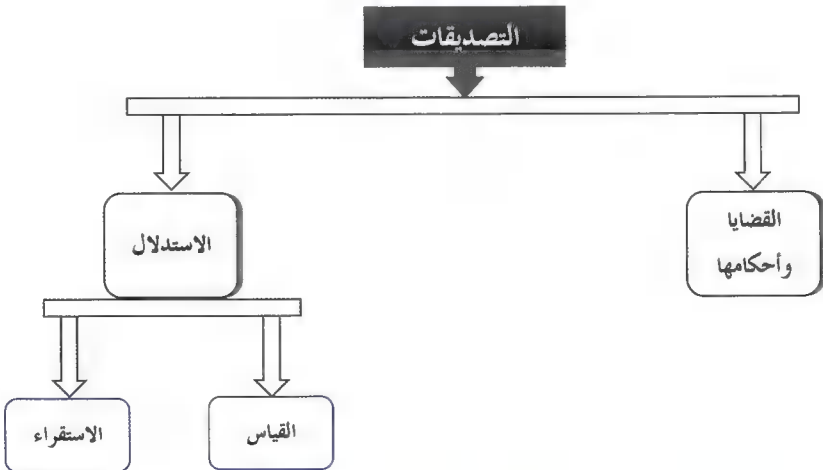 التصديقات
القضايا
وأحكامها
الاستدلال
القياس
الاستقراء